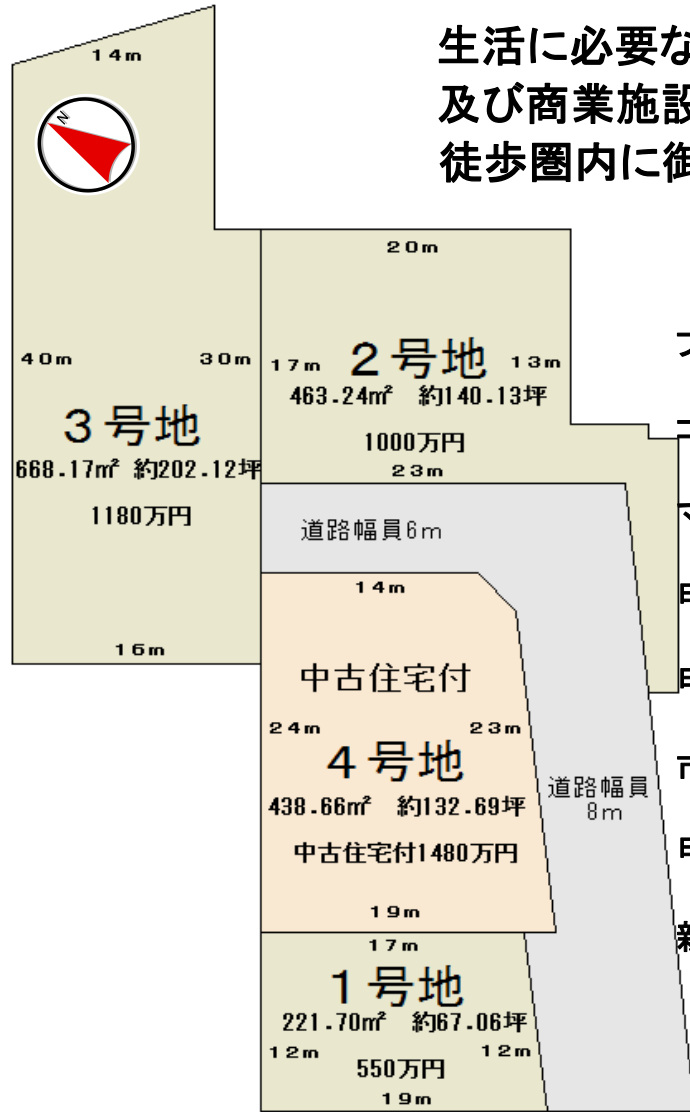 生活に必要な
及び商業施設
徒歩圏内に御
14m
N
20m
40m
30m
17m
２号地
13m
463.24㎡ 約140.13坪
1000万円
23m
３号地
668.17㎡ 約202.12坪
1180万円
16m
道路幅員6m
14m
中古住宅付
24m
23m
４号地
438.66㎡ 約132.69坪
中古住宅付1480万円
19m
道路幅員
8m
17m
１号地
221.70㎡ 約67.06坪
12m
12m
550万円
19m